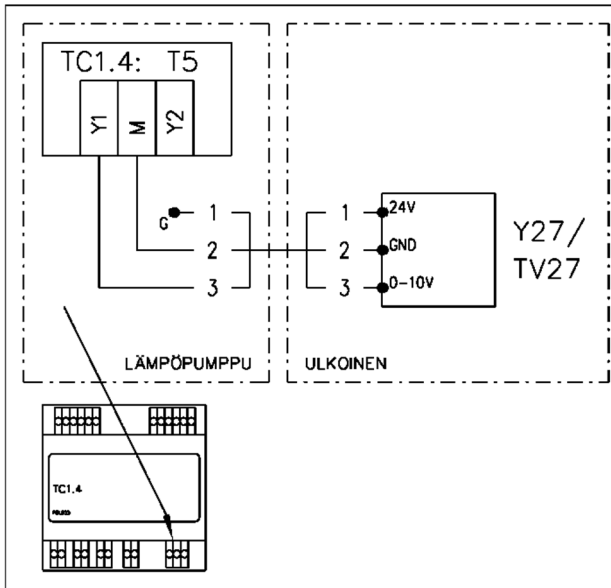 TC1.4: T5
Y1
M
Y2
G
1
2
3
LÄMPÖPUMPPU
1
2
3
24V
GND
0-10V
Y27/
TV27
ULKOINEN
TC1.4